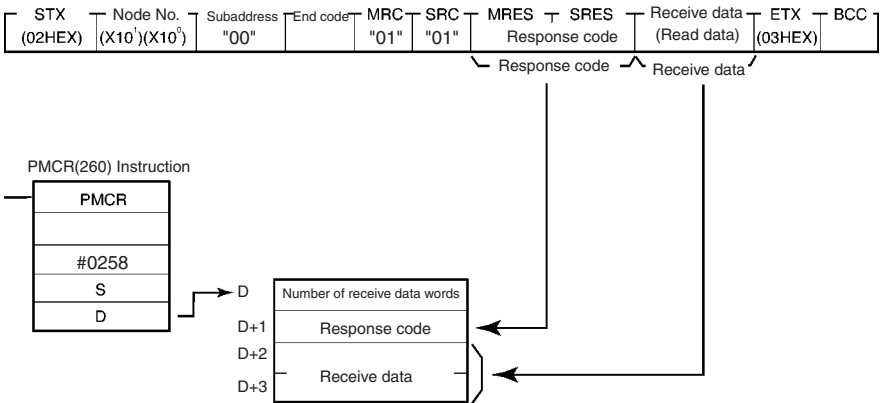 STX Node No. Subaddress End code MRC SRC MRES SRES Receive data ETX BCC
(02HEX) (X10¹)(X10⁰) "00" "01" "01" Response code (Read data) (03HEX)
Response code Receive data
PMCR(260) Instruction
PMCR
#0258
S
D
D Number of receive data words
D+1 Response code
D+2
Receive data
D+3